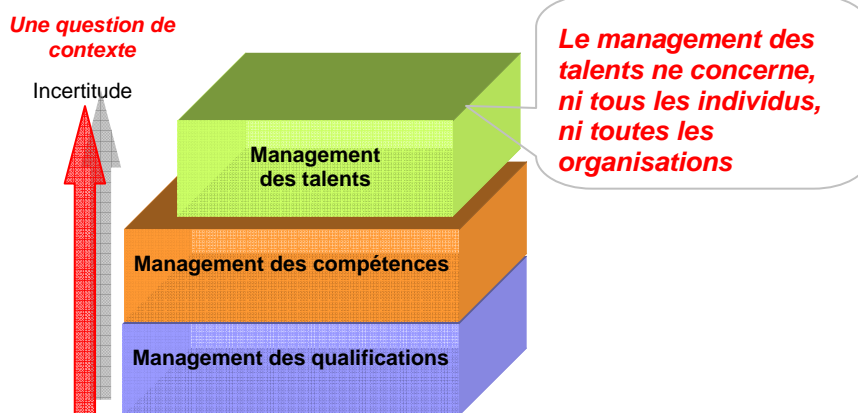 Une question de
contexte
Incertitude
Le management des
talents ne concerne,
ni tous les individus,
ni toutes les
organisations
Management
des talents
Management des compétences
Management des qualifications